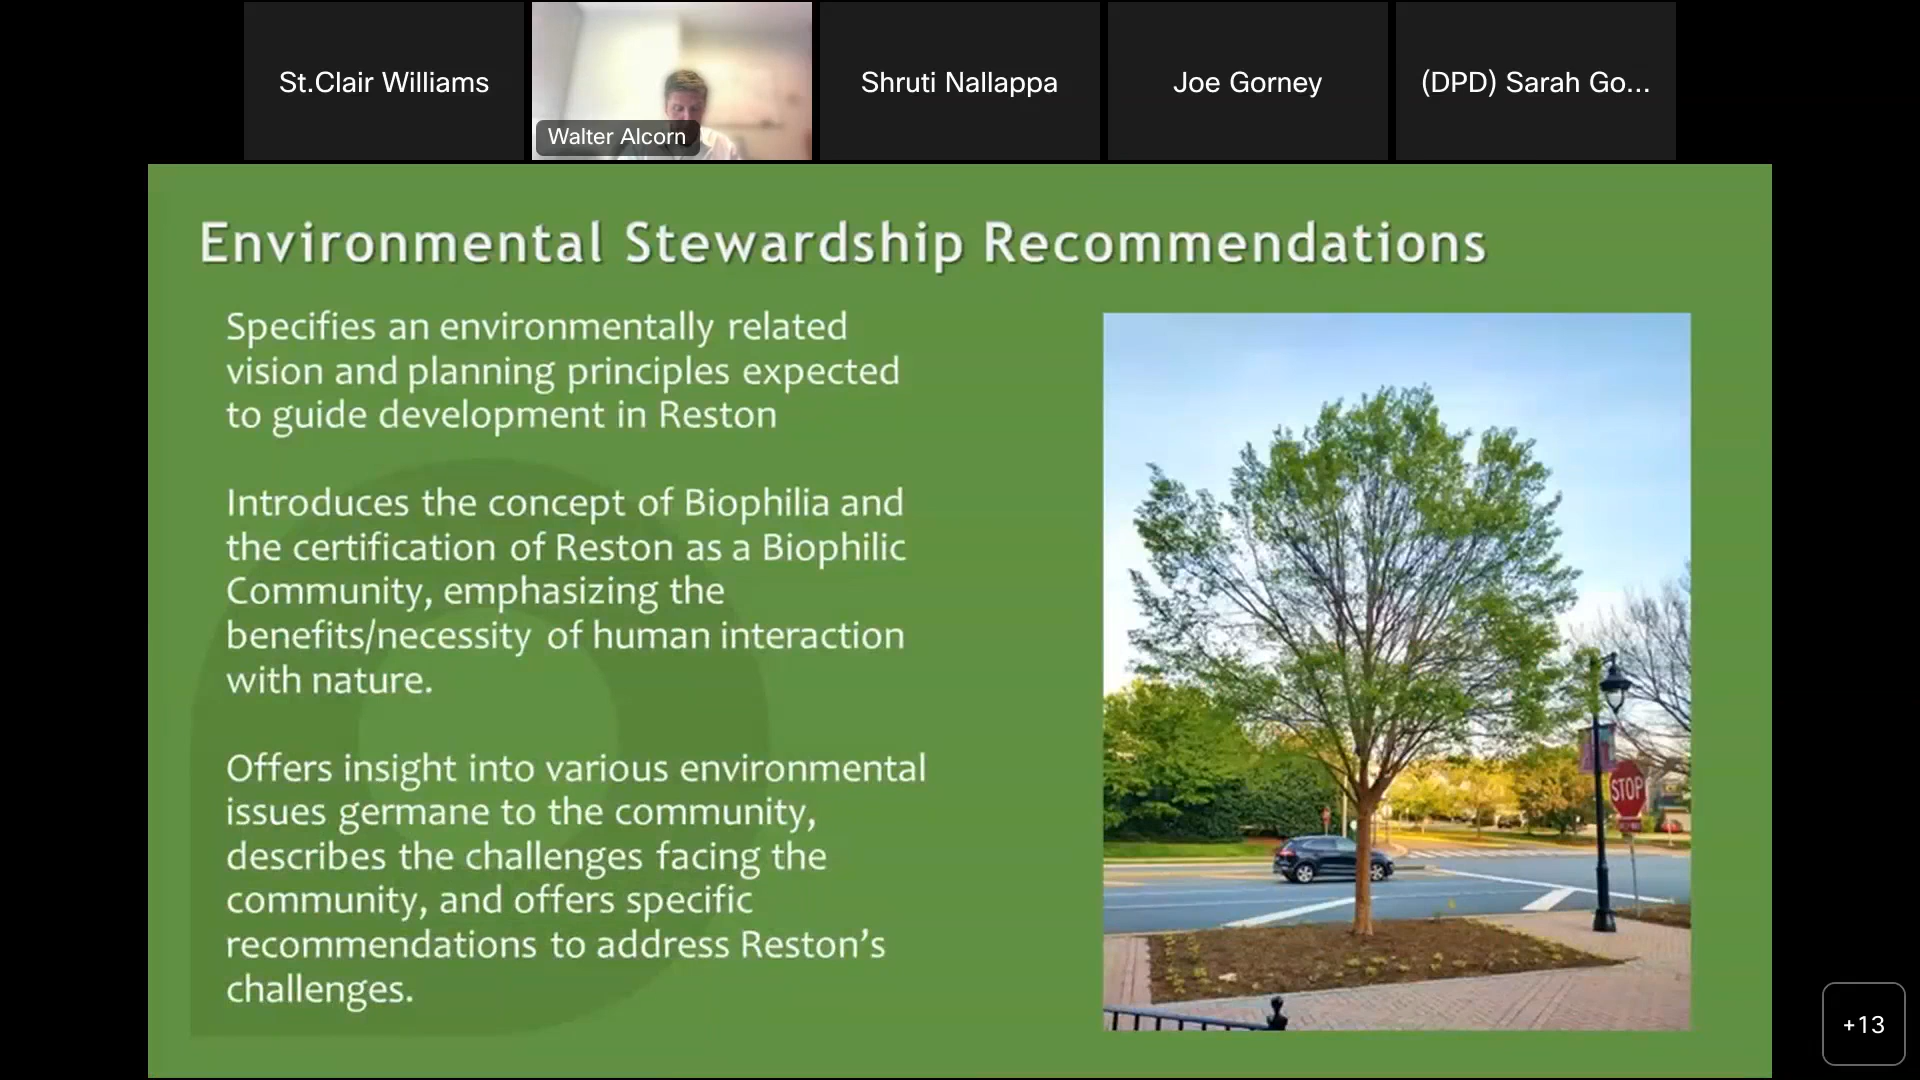 St.Clair Williams
Walter Alcorn
Shruti Nallappa
Joe Gorney
(DPD) Sarah Go...
Environmental Stewardship Recommendations
Specifies an environmentally related
vision and planning principles expected
to guide development in Reston
Introduces the concept of Biophilia and
the certification of Reston as a Biophilic
Community, emphasizing the
benefits/necessity of human interaction
with nature.
Offers insight into various environmental
issues germane to the community,
describes the challenges facing the
community, and offers specific
recommendations to address Reston’s
challenges.
STOP
+13